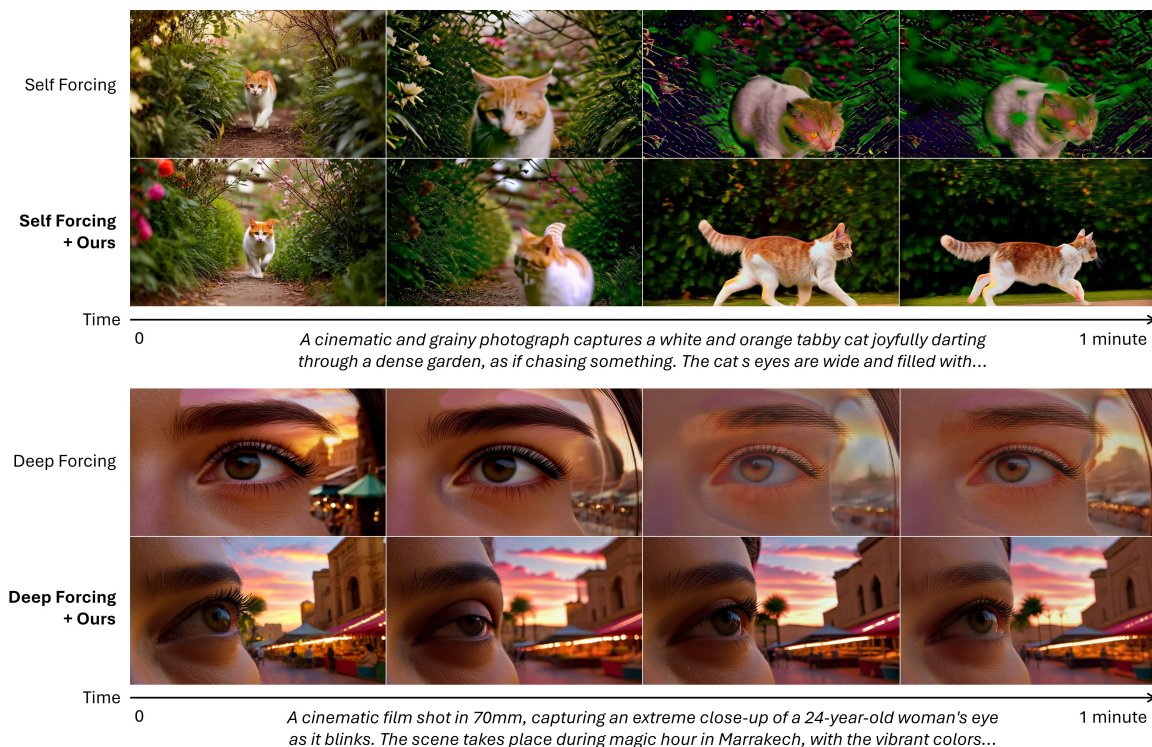 Self Forcing
Self Forcing
+ Ours
Time
0
1 minute
A cinematic and grainy photograph captures a white and orange tabby cat joyfully darting
through a dense garden, as if chasing something. The cat s eyes are wide and filled with...
Deep Forcing
Deep Forcing
+ Ours
Time
0
1 minute
A cinematic film shot in 70mm, capturing an extreme close-up of a 24-year-old woman's eye
as it blinks. The scene takes place during magic hour in Marrakech, with the vibrant colors...